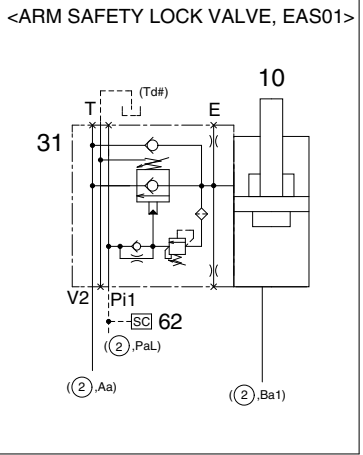 <ARM SAFETY LOCK VALVE, EAS01>
10
(Td#)
T
E
31
V2
Pi1
SC
62
(2,PaL)
(2,Aa)
(2,Ba1)